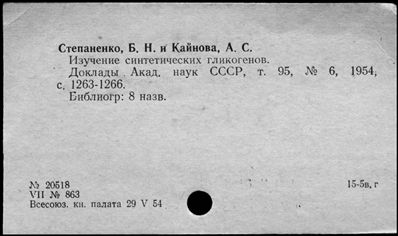 Степаненко, Б. Н. и Кайнова, А. С.
Изучение синтетических гликогенов.
Доклады Акад. наук СССР, т. 95, № 6, 1954,
с. 1263-1266.
Библиогр: 8 назв.
№ 20518
15-5в. г
VII № 863
Всесоюз. кн. палата 29 V 54